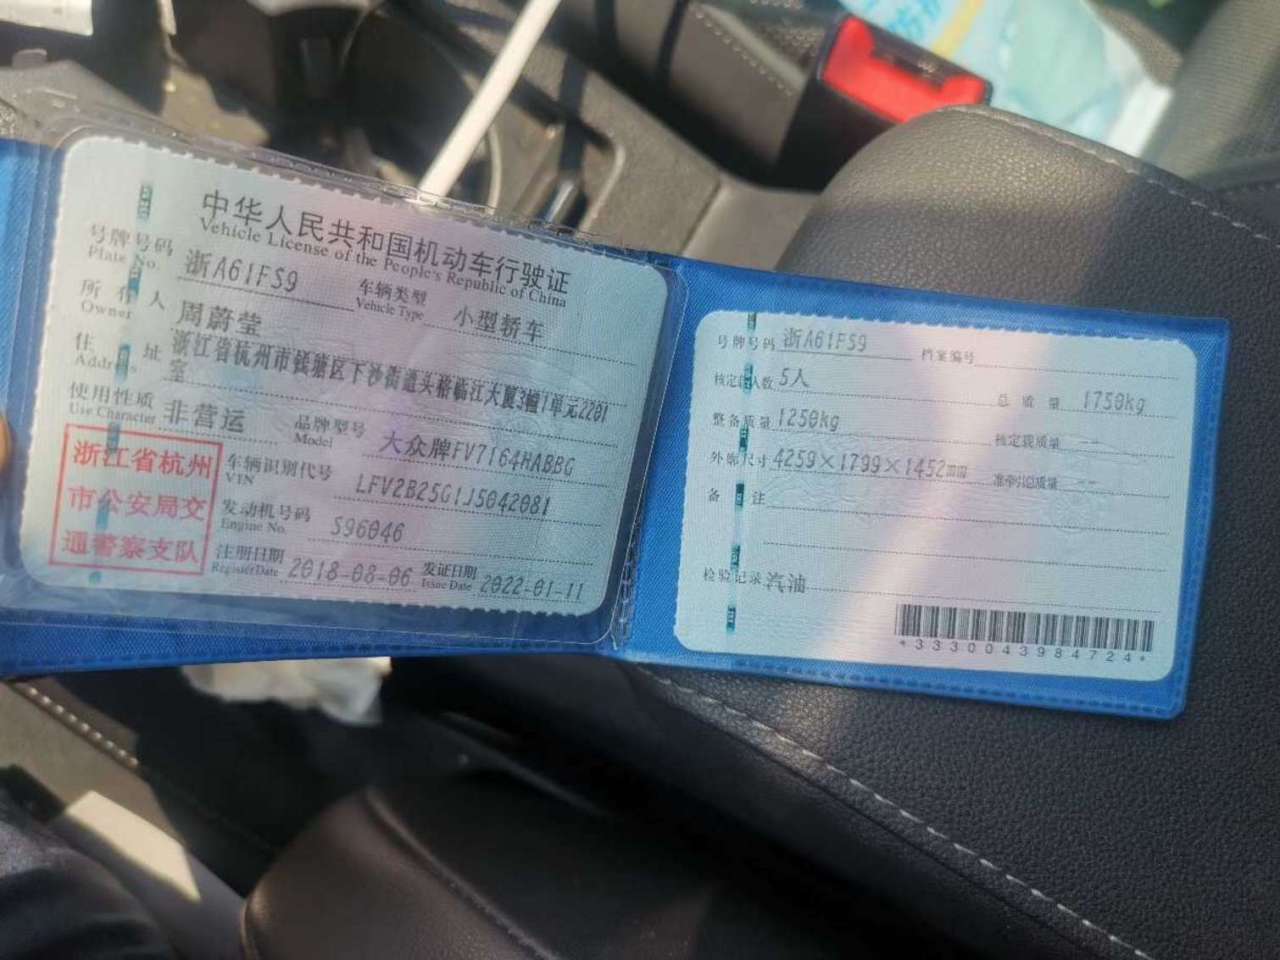 中华人民共和国机动车行驶证
Vehicle License of the People's Republic of China
号牌号码 浙A61FS9 车辆类型 小型轿车
Plate No. Vehicle Type
所有人 周蔚莹
Owner
住址 浙江省杭州市钱塘区下沙街道头格临江大厦3幢1单元2201
Address 室
使用性质 非营运 品牌型号 大众牌FV7164HABBG
Use Character Model
浙江省杭州
市公安局交
通警察支队
车辆识别代号 LFV2B25G1J5042081
VIN
发动机号码 S96046
Engine No.
注册日期 2018-08-06 发证日期 2022-01-11
Register Date Issue Date
号牌号码 浙A61FS9 档案编号
核定载人数 5人 总质量 1750kg
整备质量 1250kg 核定载质量 --
外廓尺寸 4259×1799×1452mm 准牵引总质量 --
备注
检验记录 汽油
*3330043984724*